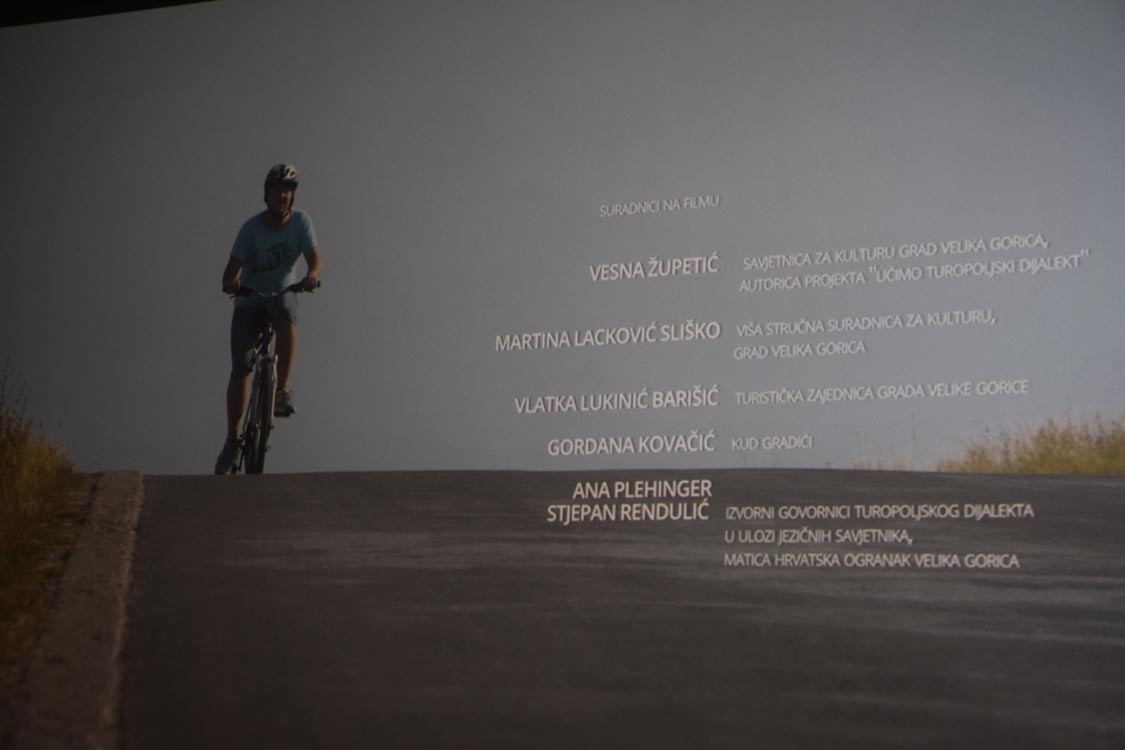 SURADNICI NA FILMU
VESNA ŽUPETIĆ SAVJETNICA ZA KULTURU GRAD VELIKA GORICA,
AUTORICA PROJEKTA "UČIMO TUROPOLJSKI DIJALEKT"
MARTINA LACKOVIĆ SLIŠKO VIŠA STRUČNA SURADNICA ZA KULTURU,
GRAD VELIKA GORICA
VLATKA LUKINIĆ BARIŠIĆ TURISTIČKA ZAJEDNICA GRADA VELIKE GORICE
GORDANA KOVAČIĆ KUD GRADIĆI
ANA PLEHINGER
STJEPAN RENDULIĆ IZVORNI GOVORNICI TUROPOLJSKOG DIJALEKTA
U ULOZI JEZIČNIH SAVJETNIKA,
MATICA HRVATSKA OGRANAK VELIKA GORICA